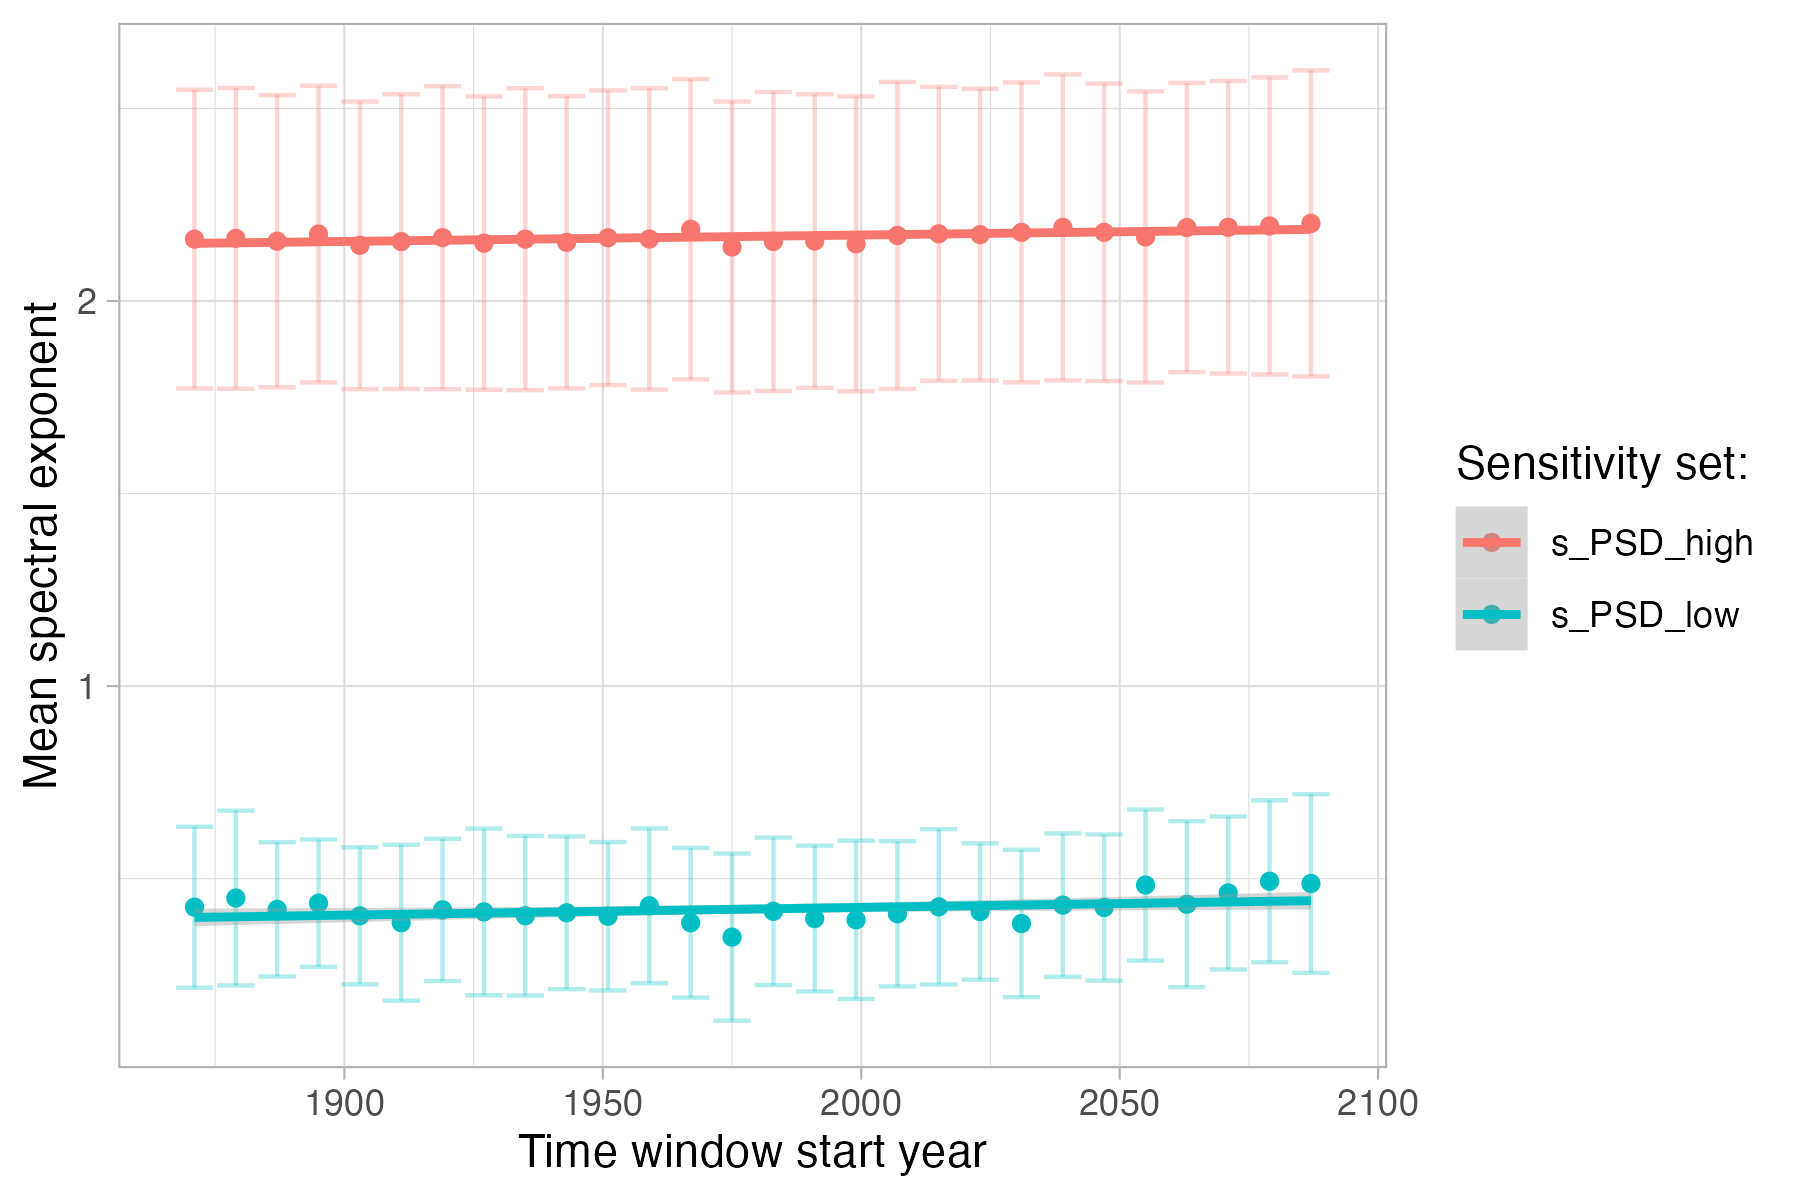 Mean spectral exponent
2
1
1900 1950 2000 2050 2100
Time window start year
Sensitivity set:
s_PSD_high
s_PSD_low